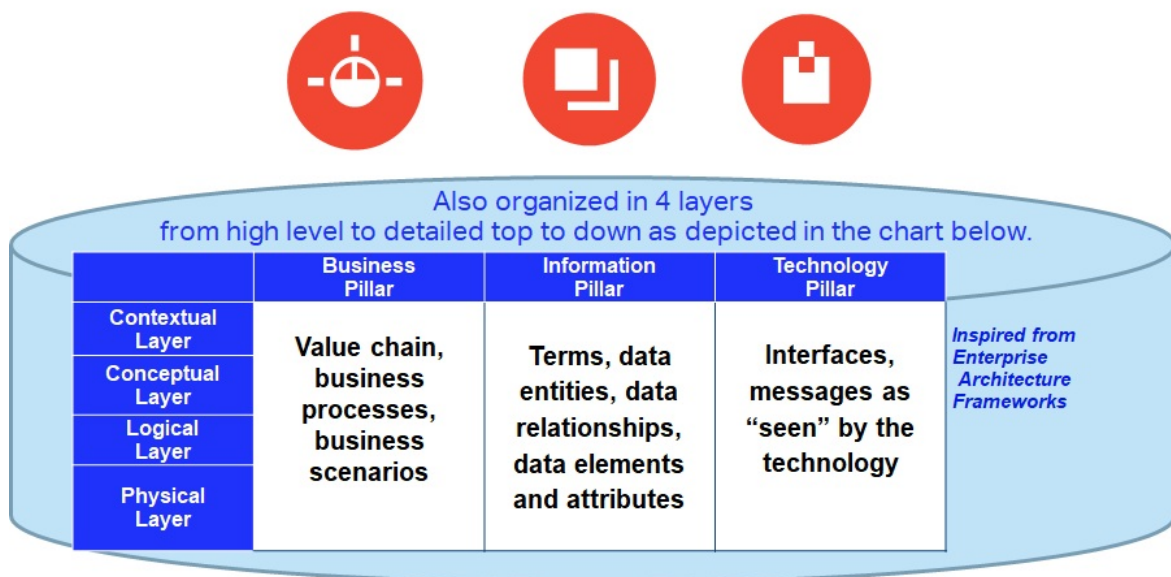 Also organized in 4 layers
from high level to detailed top to down as depicted in the chart below.
Business
Pillar
Information
Pillar
Technology
Pillar
Contextual
Layer
Conceptual
Layer
Logical
Layer
Physical
Layer
Value chain,
business
processes,
business
scenarios
Terms, data
entities, data
relationships,
data elements
and attributes
Interfaces,
messages as
“seen” by the
technology
Inspired from
Enterprise
Architecture
Frameworks